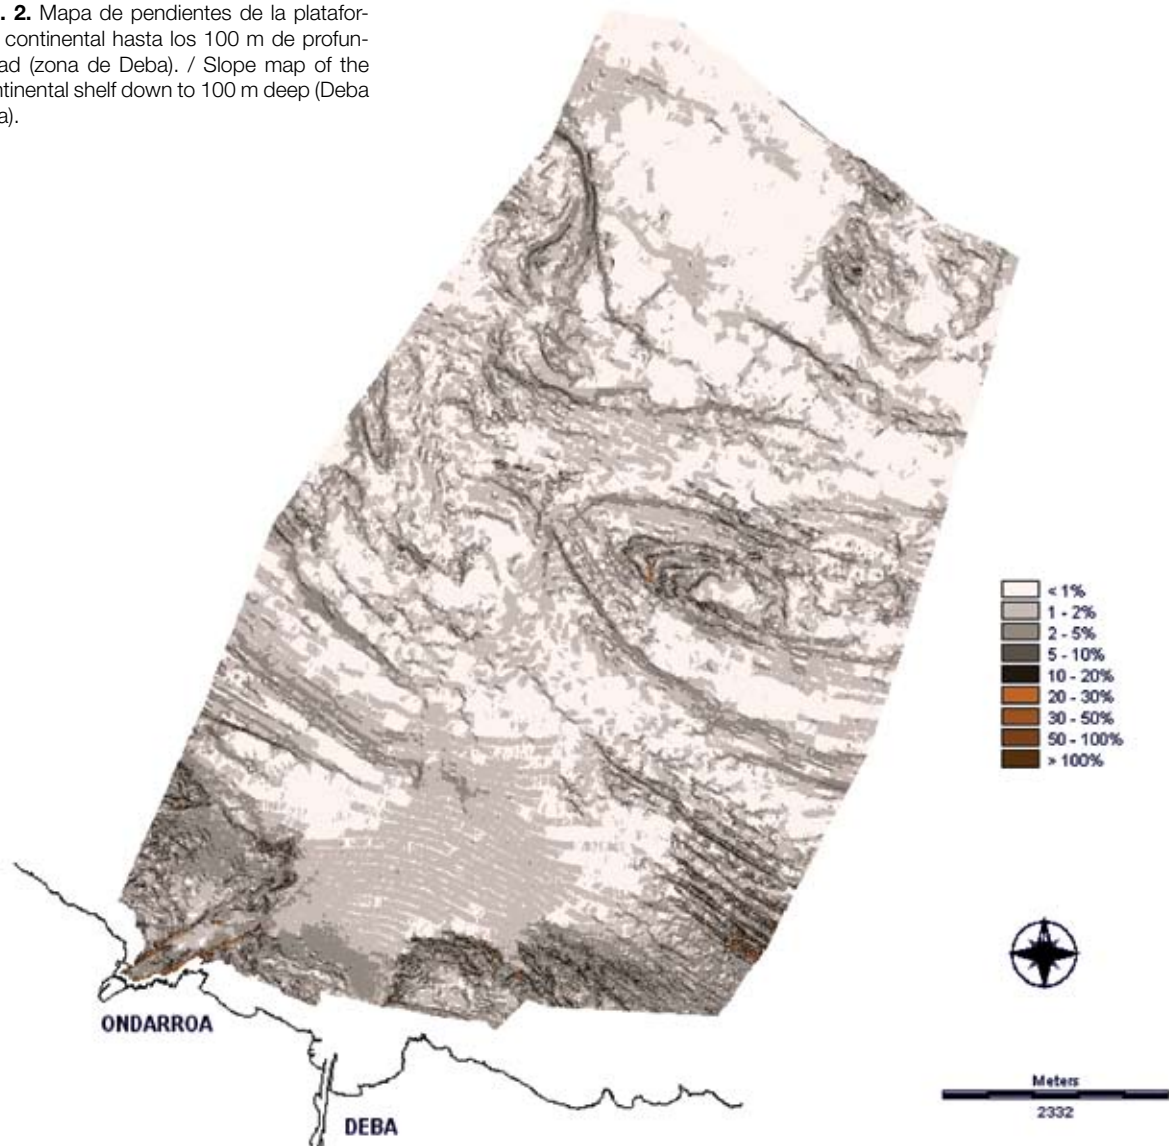 . 2. Mapa de pendientes de la platafor-
continental hasta los 100 m de profun-
ad (zona de Deba). / Slope map of the
ntinental shelf down to 100 m deep (Deba
a).
< 1%
1 - 2%
2 - 5%
5 - 10%
10 - 20%
20 - 30%
30 - 50%
50 - 100%
> 100%
N
ONDARROA
DEBA
Meters
2332